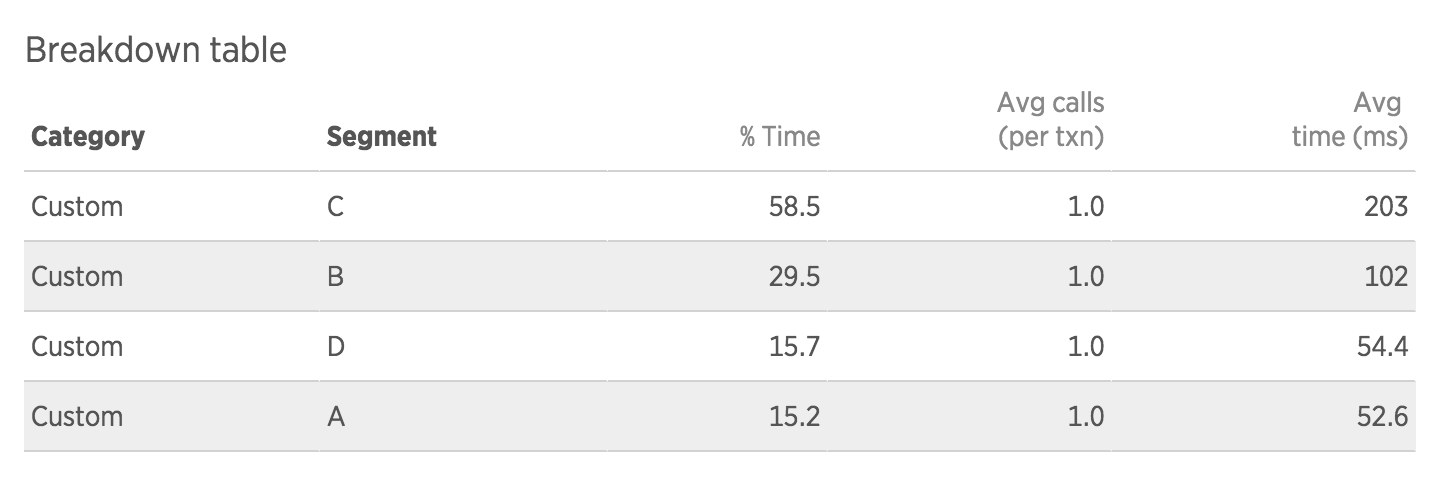 Breakdown table
Avg calls Avg
Category Segment % Time (per txn) time (ms)
Custom C 58.5 1.0 203
Custom B 29.5 1.0 102
Custom D 15.7 1.0 54.4
Custom A 15.2 1.0 52.6